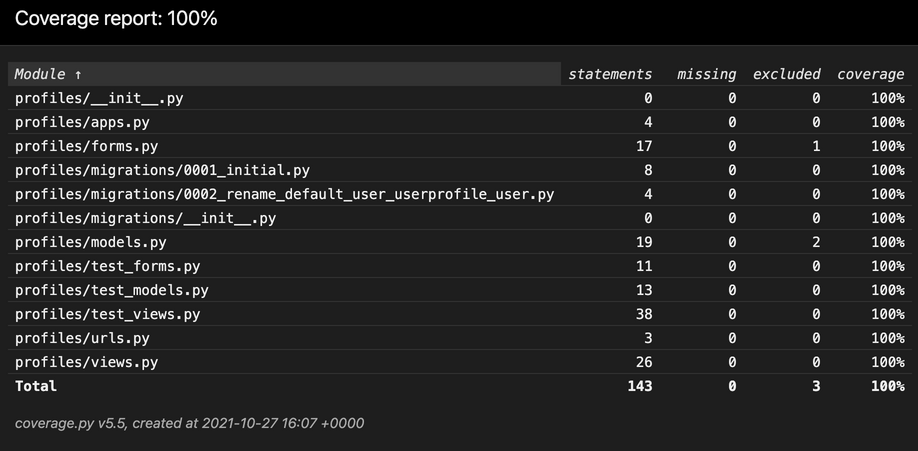 Coverage report: 100%
Module ↑ statements missing excluded coverage
profiles/__init__.py 0 0 0 100%
profiles/apps.py 4 0 0 100%
profiles/forms.py 17 0 1 100%
profiles/migrations/0001_initial.py 8 0 0 100%
profiles/migrations/0002_rename_default_user_userprofile_user.py 4 0 0 100%
profiles/migrations/__init__.py 0 0 0 100%
profiles/models.py 19 0 2 100%
profiles/test_forms.py 11 0 0 100%
profiles/test_models.py 13 0 0 100%
profiles/test_views.py 38 0 0 100%
profiles/urls.py 3 0 0 100%
profiles/views.py 26 0 0 100%
Total 143 0 3 100%
coverage.py v5.5, created at 2021-10-27 16:07 +0000